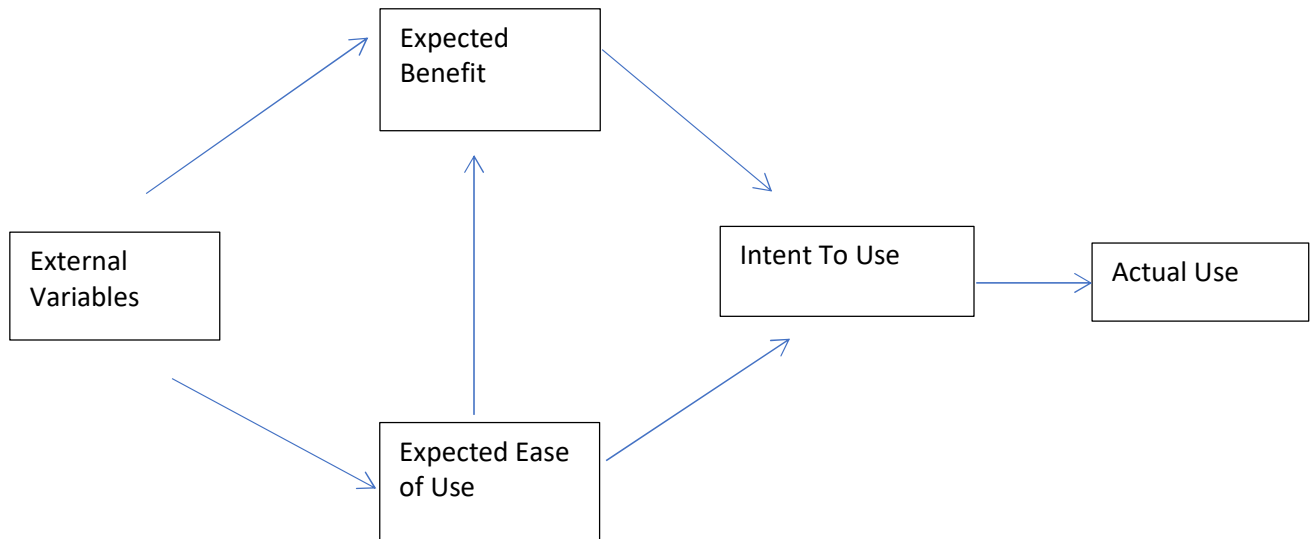 Expected
Benefit
External
Variables
Intent To Use
Actual Use
Expected Ease
of Use